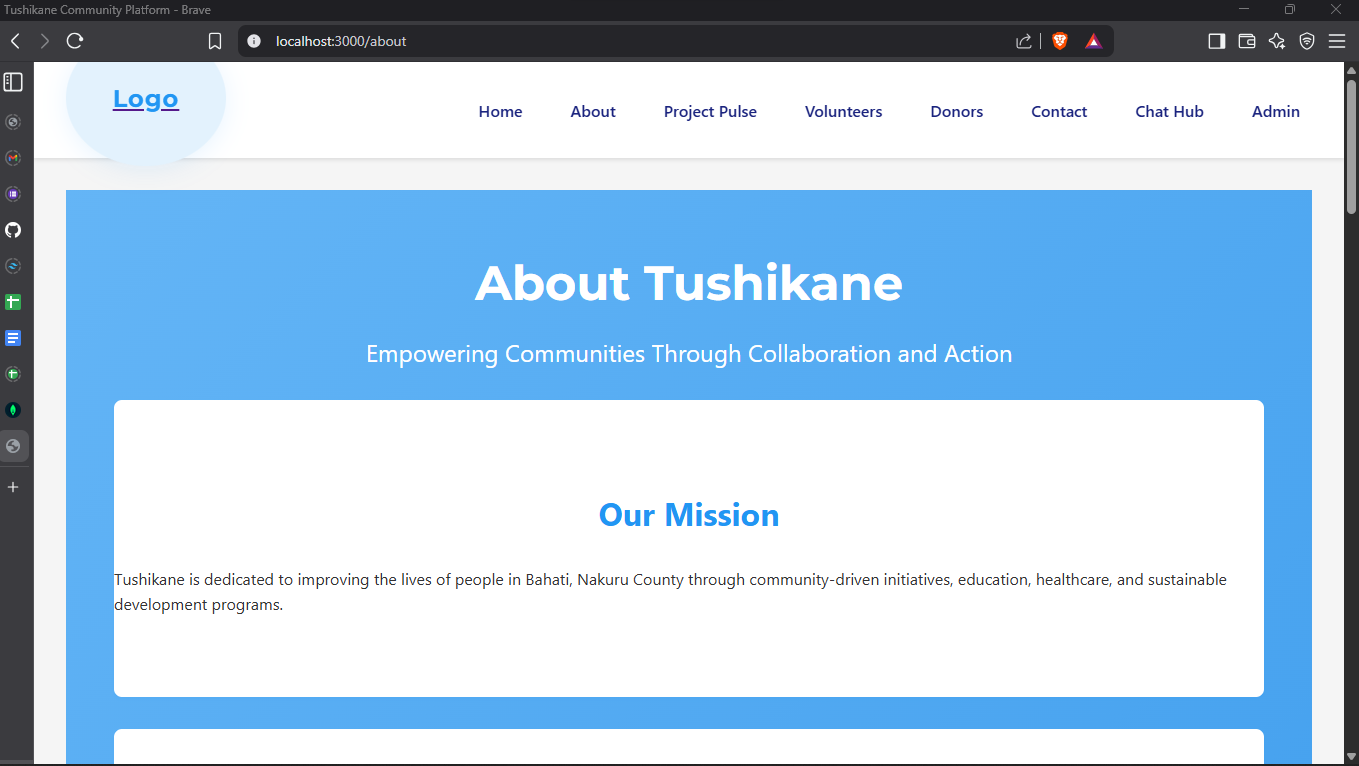 Tushikane Community Platform - Brave
localhost:3000/about
Logo
Home About Project Pulse Volunteers Donors Contact Chat Hub Admin
About Tushikane
Empowering Communities Through Collaboration and Action
Our Mission
Tushikane is dedicated to improving the lives of people in Bahati, Nakuru County through community-driven initiatives, education, healthcare, and sustainable
development programs.